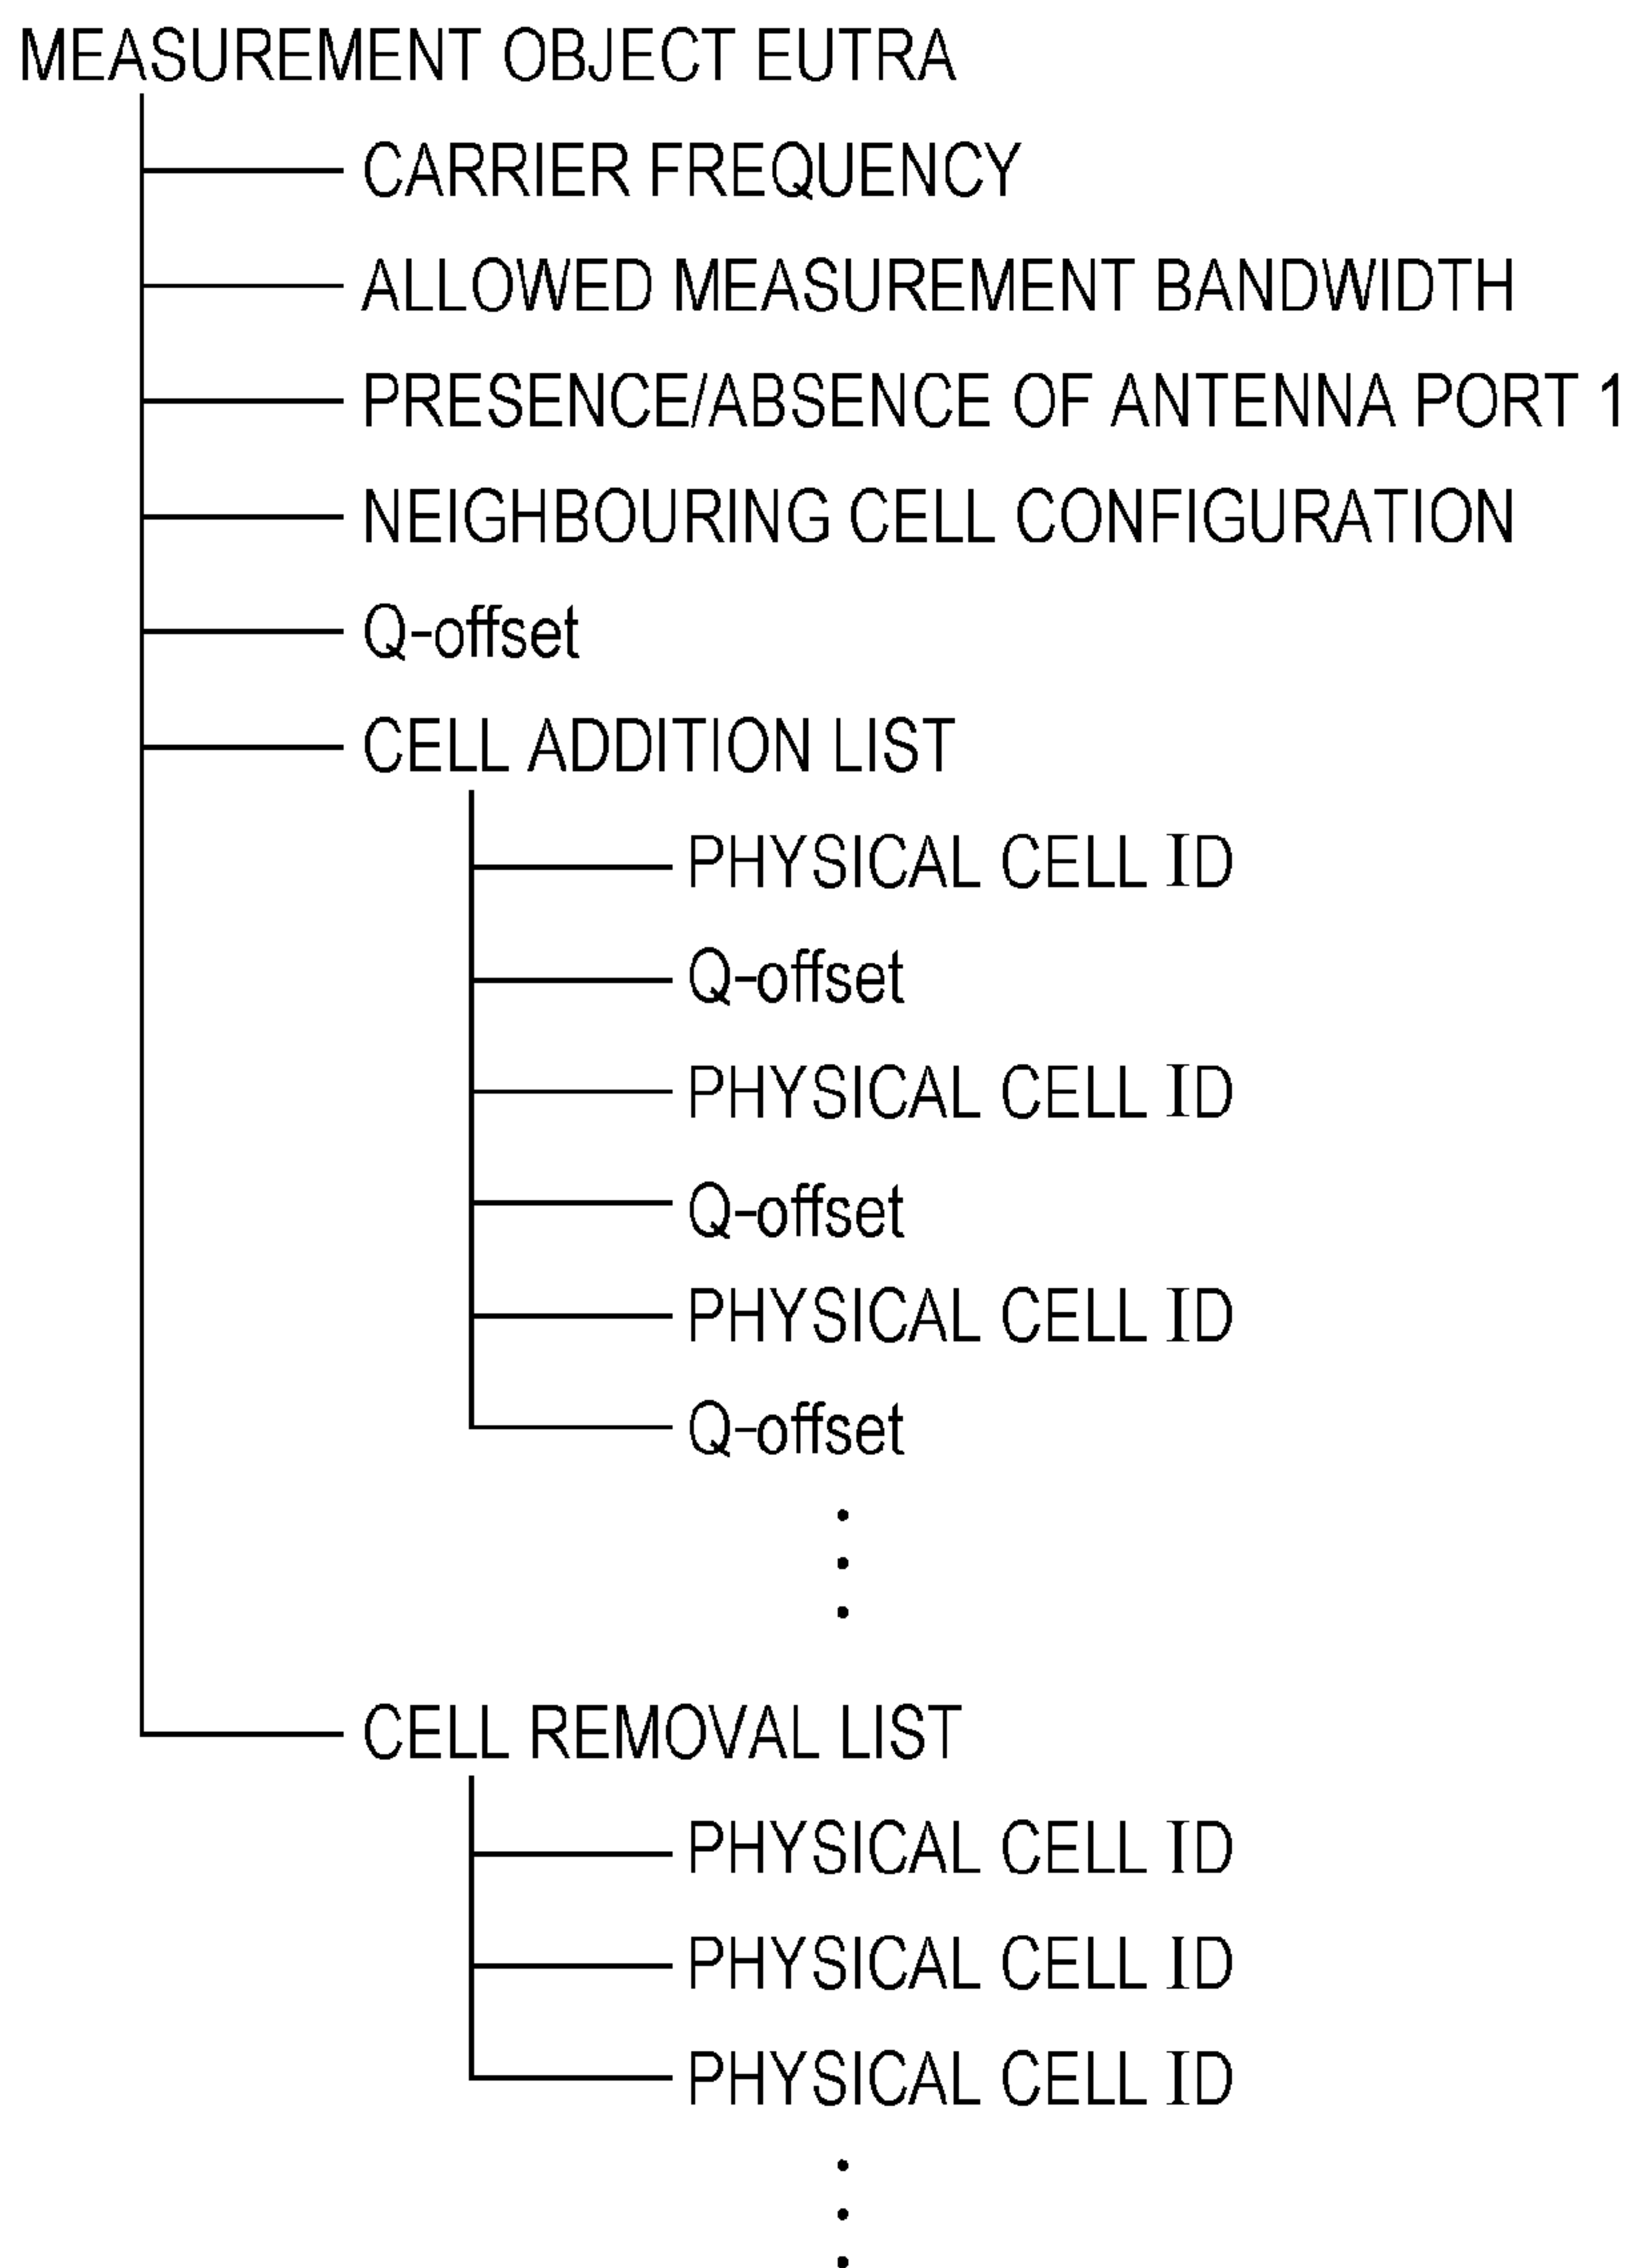 MEASUREMENT OBJECT EUTRA
CARRIER FREQUENCY
ALLOWED MEASUREMENT BANDWIDTH
PRESENCE/ABSENCE OF ANTENNA PORT 1
NEIGHBOURING CELL CONFIGURATION
Q-offset
CELL ADDITION LIST
PHYSICAL CELL ID
Q-offset
PHYSICAL CELL ID
Q-offset
PHYSICAL CELL ID
Q-offset
CELL REMOVAL LIST
PHYSICAL CELL ID
PHYSICAL CELL ID
PHYSICAL CELL ID